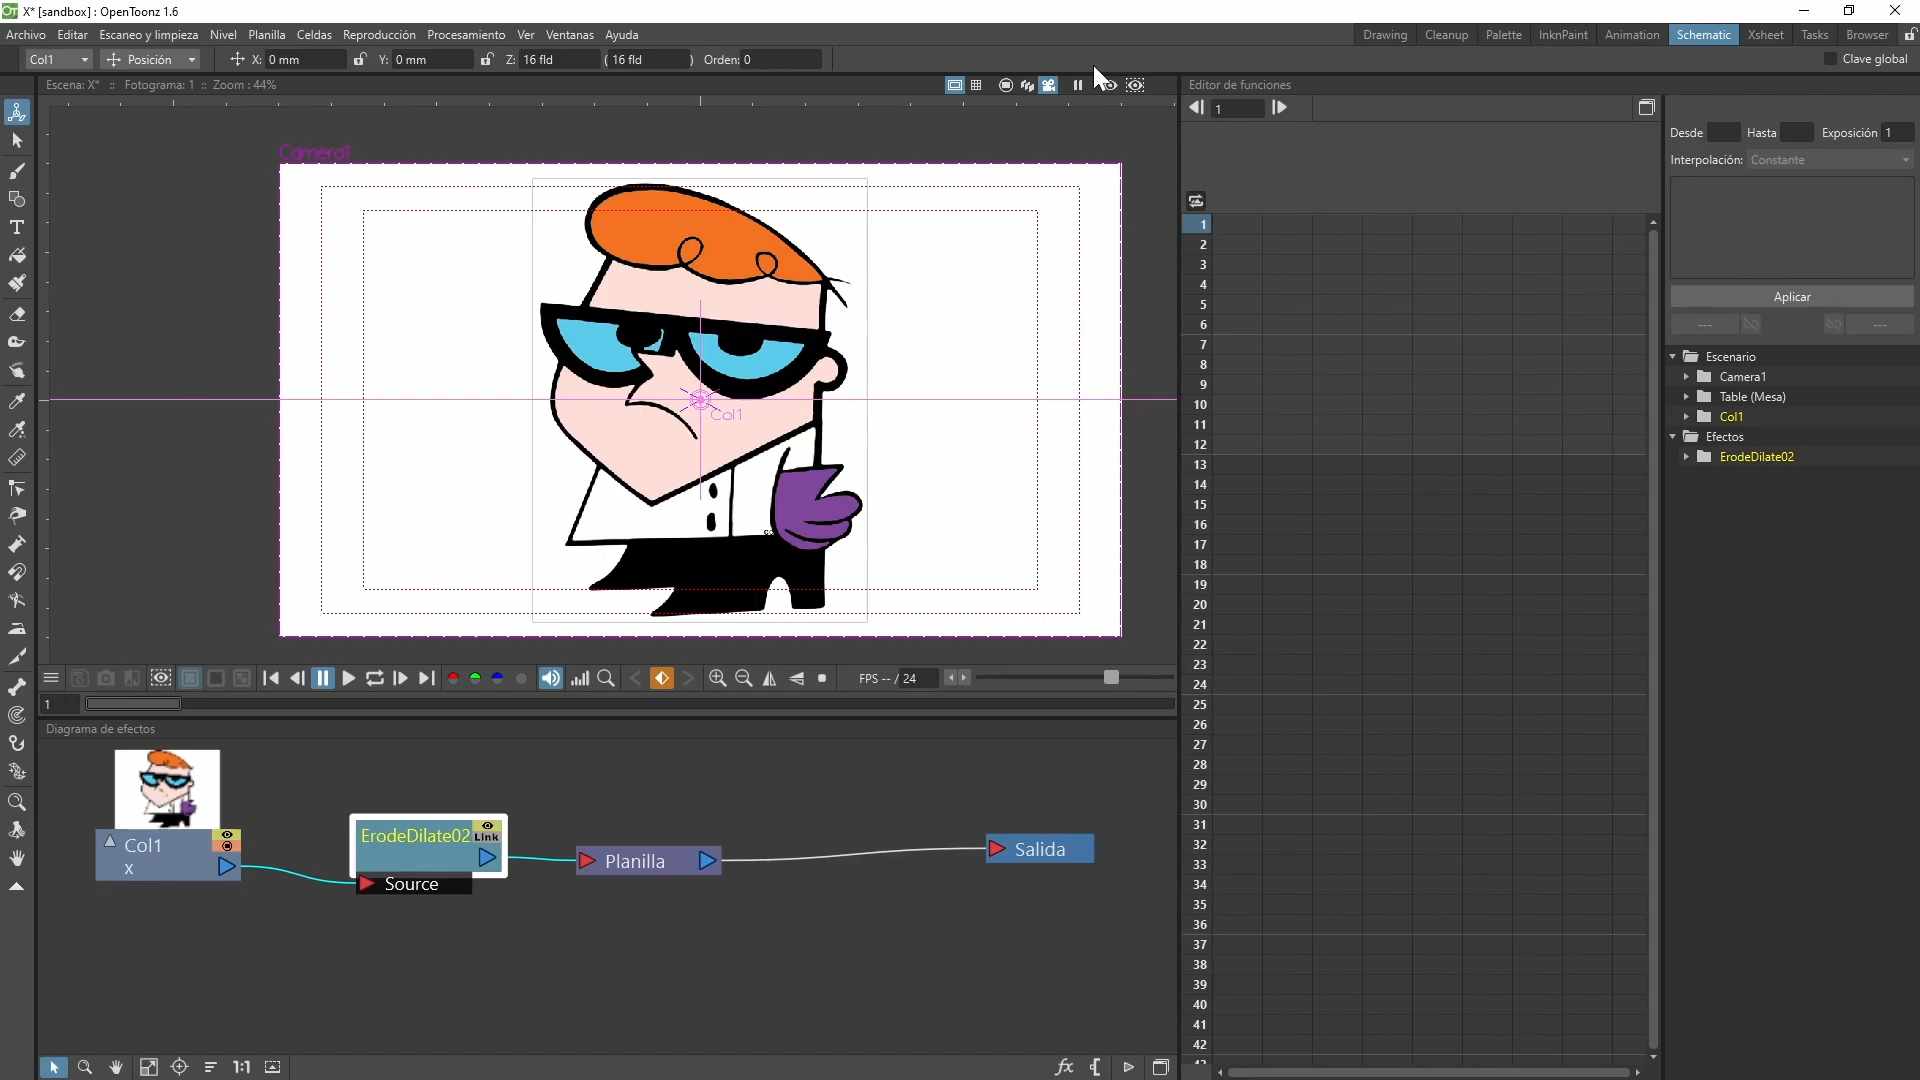 X* [sandbox] : OpenToonz 1.6
Archivo Editar Escaneo y limpieza Nivel Planilla Celdas Reproducción Procesamiento Ver Ventanas Ayuda
Drawing Cleanup Palette InknPaint Animation Schematic Xsheet Tasks Browser
Col1 Posición X: 0 mm Y: 0 mm Z: 16 fld ( 16 fld ) Orden: 0
Clave global
Escena: X* :: Fotograma: 1 :: Zoom : 44%
Editor de funciones
1
Desde Hasta Exposición 1
Interpolación: Constante
Aplicar
--- ---
Escenario
Camera1
Table (Mesa)
Col1
Efectos
ErodeDilate02
Camera1
Col1
1
2
3
4
5
6
7
8
9
10
11
12
13
14
15
16
17
18
19
20
21
22
23
24
25
26
27
28
29
30
31
32
33
34
35
36
37
38
39
40
41
42
43
FPS -- / 24
1
Diagrama de efectos
Col1
x
ErodeDilate02
Link
Source
Planilla
Salida
1:1
fx